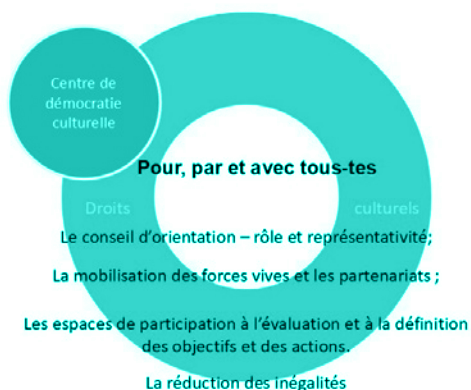 Centre de
démocratie
culturelle
Pour, par et avec tous-tes
Droits culturels
Le conseil d'orientation – rôle et représentativité;
La mobilisation des forces vives et les partenariats ;
Les espaces de participation à l'évaluation et à la définition
des objectifs et des actions.
La réduction des inégalités